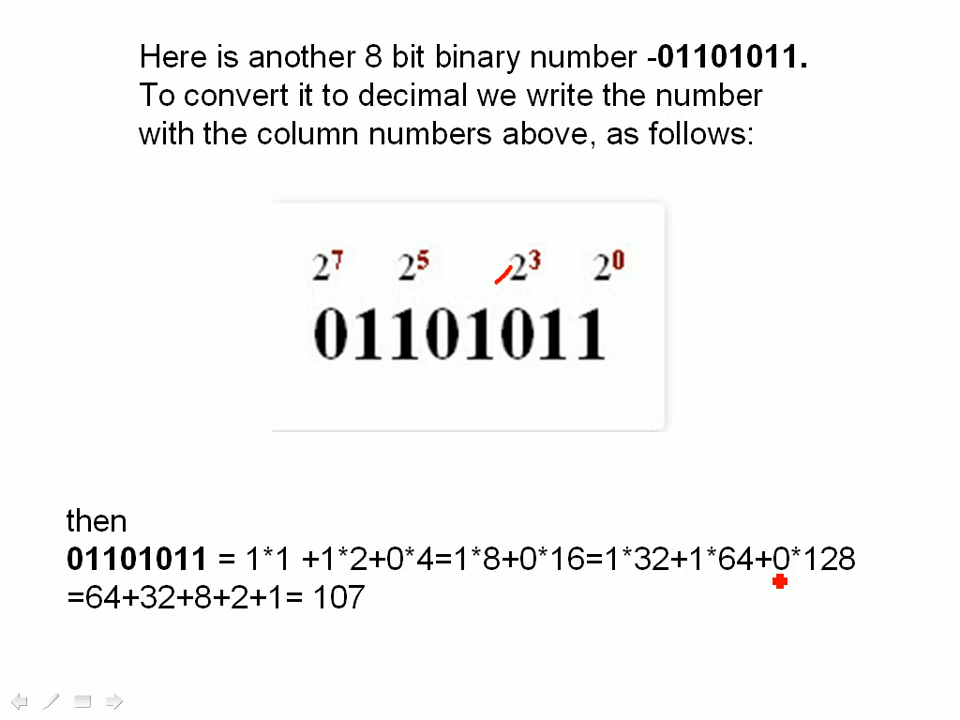 Here is another 8 bit binary number -01101011.
To convert it to decimal we write the number
with the column numbers above, as follows:
2⁷ 2⁵ 2³ 2⁰
01101011
then
01101011 = 1*1 +1*2+0*4=1*8+0*16=1*32+1*64+0*128
=64+32+8+2+1= 107